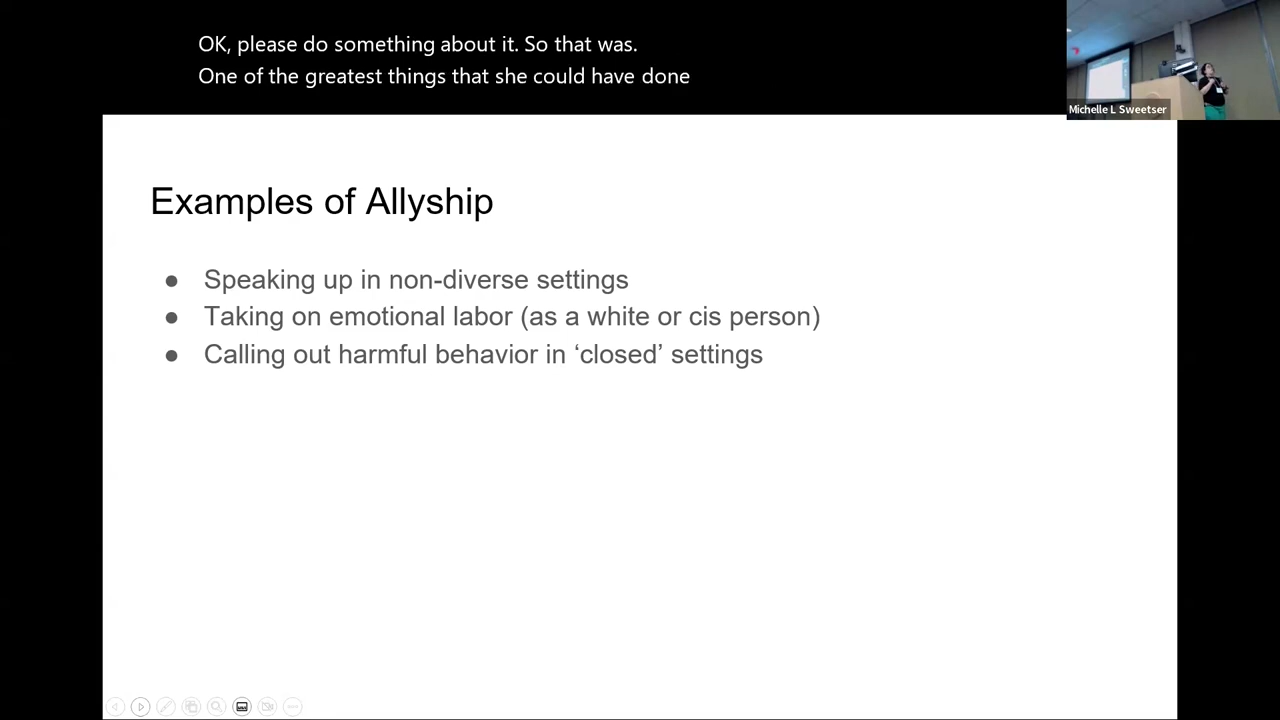 OK, please do something about it. So that was.
One of the greatest things that she could have done
Michelle L Sweetser
Examples of Allyship
● Speaking up in non-diverse settings
● Taking on emotional labor (as a white or cis person)
● Calling out harmful behavior in ‘closed’ settings